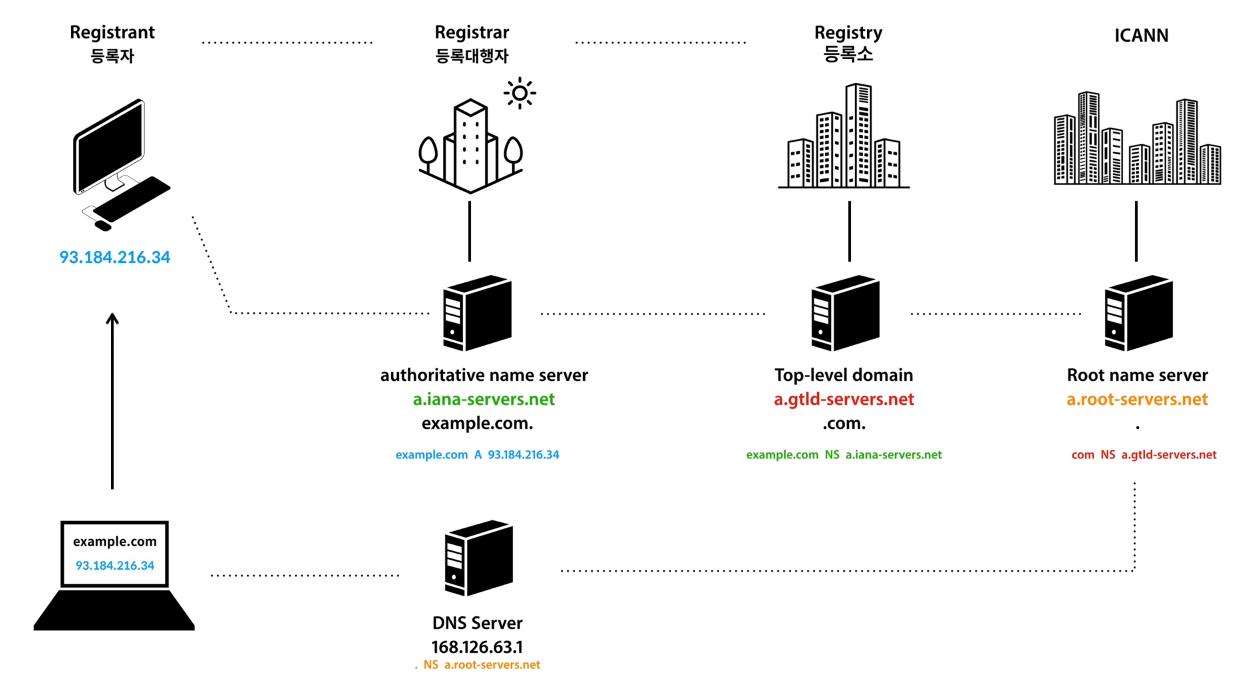 Registrant
등록자
Registrar
등록대행자
Registry
등록소
ICANN
93.184.216.34
authoritative name server
a.iana-servers.net
example.com.
example.com A 93.184.216.34
Top-level domain
a.gtld-servers.net
.com.
example.com NS a.iana-servers.net
Root name server
a.root-servers.net
.
com NS a.gtld-servers.net
example.com
93.184.216.34
DNS Server
168.126.63.1
. NS a.root-servers.net